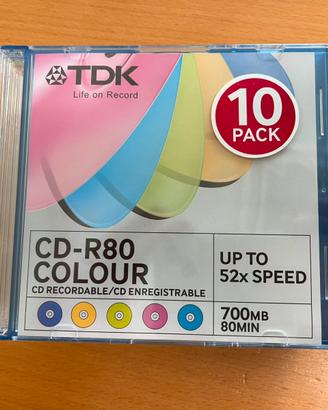 TDK
Life on Record
10
PACK
CD-R80
COLOUR
CD RECORDABLE/CD ENREGISTRABLE
UP TO
52x SPEED
700MB
80MIN